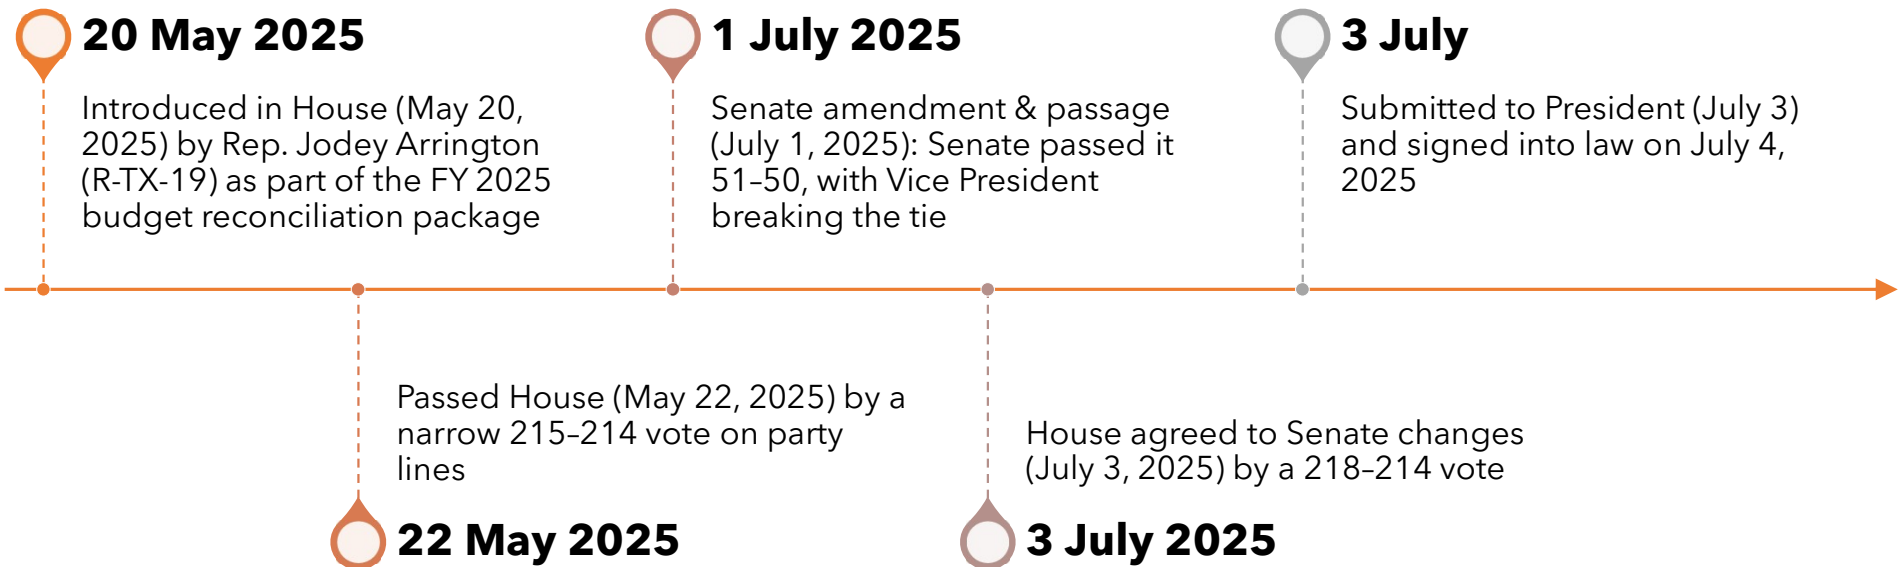 20 May 2025
Introduced in House (May 20,
2025) by Rep. Jodey Arrington
(R-TX-19) as part of the FY 2025
budget reconciliation package
Passed House (May 22, 2025) by a
narrow 215–214 vote on party
lines
22 May 2025
1 July 2025
Senate amendment & passage
(July 1, 2025): Senate passed it
51–50, with Vice President
breaking the tie
House agreed to Senate changes
(July 3, 2025) by a 218–214 vote
3 July 2025
3 July
Submitted to President (July 3)
and signed into law on July 4,
2025